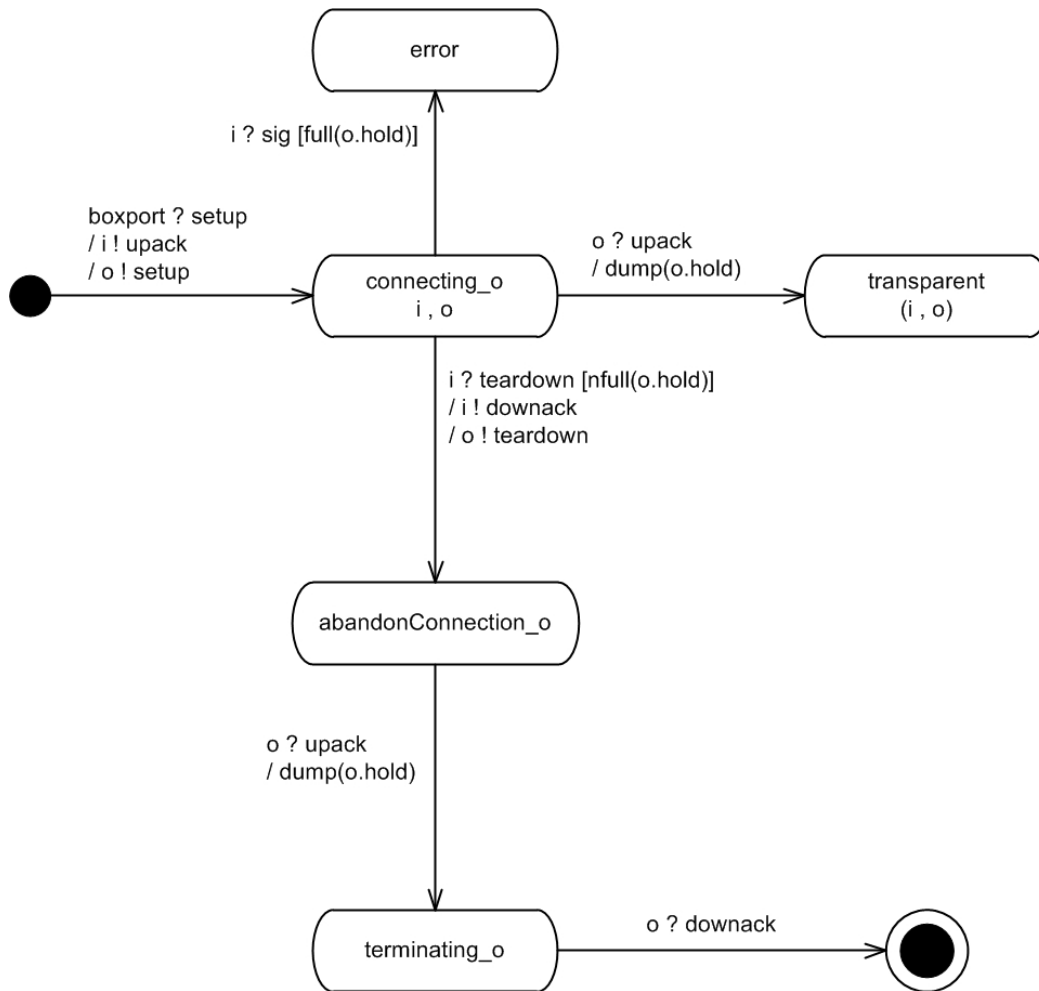 error
i ? sig [full(o.hold)]
boxport ? setup
/ i ! upack
/ o ! setup
connecting_o
i , o
o ? upack
/ dump(o.hold)
transparent
(i , o)
i ? teardown [nfull(o.hold)]
/ i ! downack
/ o ! teardown
abandonConnection_o
o ? upack
/ dump(o.hold)
terminating_o
o ? downack